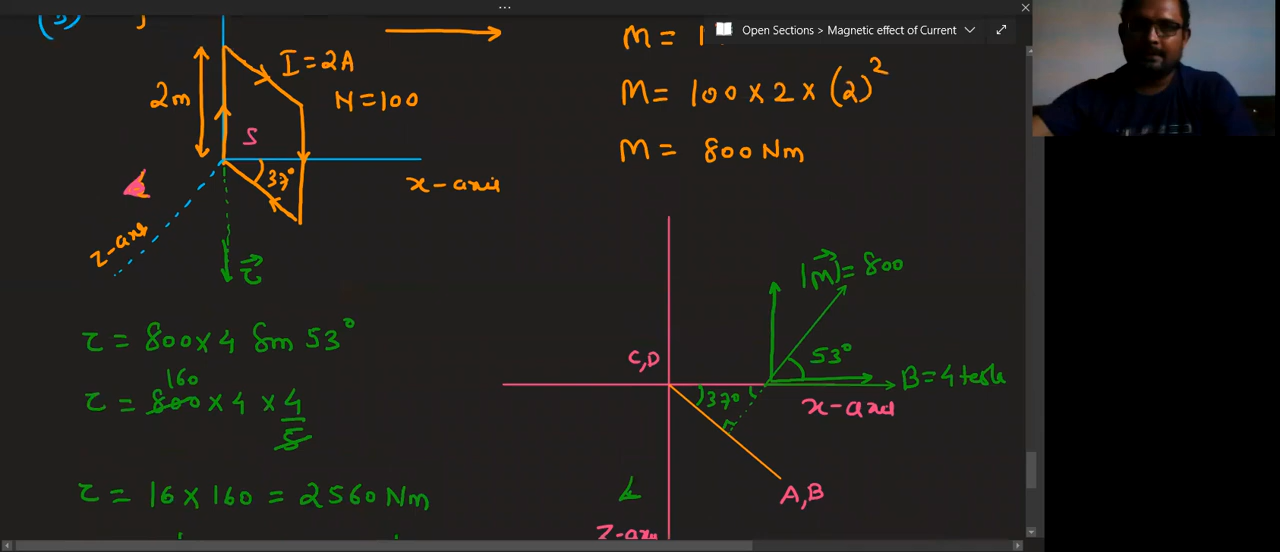 Open Sections > Magnetic effect of Current
(3)
M = 1
I = 2A
2m
N = 100
M = 100 × 2 × (2)²
S
M = 800 Nm
37°
x-axis
z-axis
τ⃗
|M⃗| = 800
τ = 800 × 4 Sin 53°
C,D
53°
B = 4 tesla
160
τ = 800 × 4 × 4/5
37°
x-axis
τ = 16 × 160 = 2560 Nm
A,B
z-axis